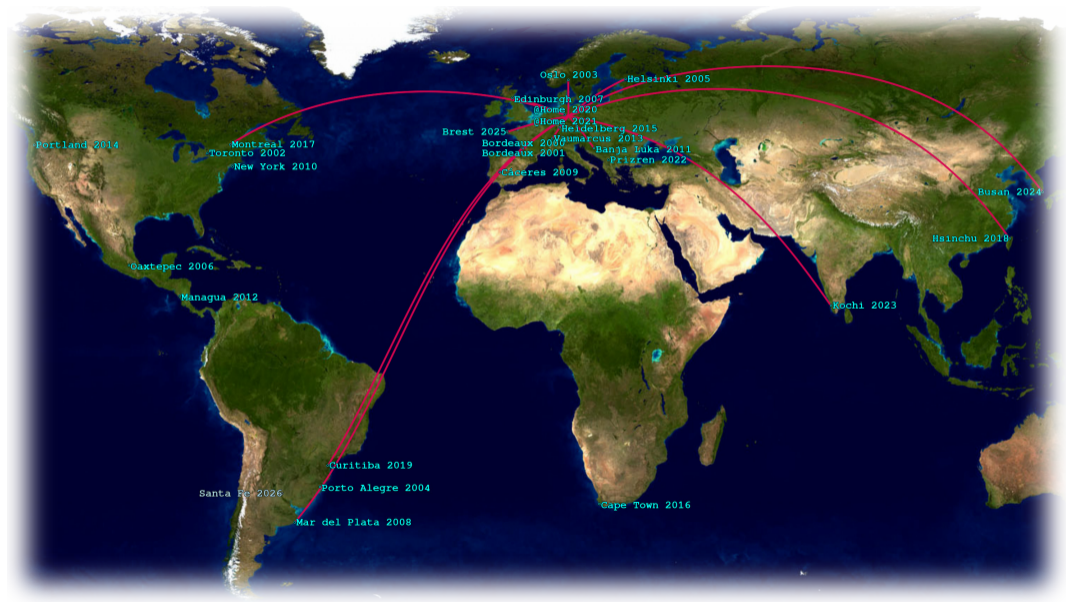 Oslo 2003
Helsinki 2005
Edinburgh 2007
@Home 2020
@Home 2021
Heidelberg 2015
Brest 2025
Vaumarcus 2013
Portland 2014
Montreal 2017
Bordeaux 2000
Toronto 2002
Bordeaux 2001
Banja Luka 2011
Prizren 2022
New York 2010
Cáceres 2009
Busan 2024
Hsinchu 2018
Oaxtepec 2006
Managua 2012
Kochi 2023
Curitiba 2019
Porto Alegre 2004
Santa Fe 2026
Cape Town 2016
Mar del Plata 2008